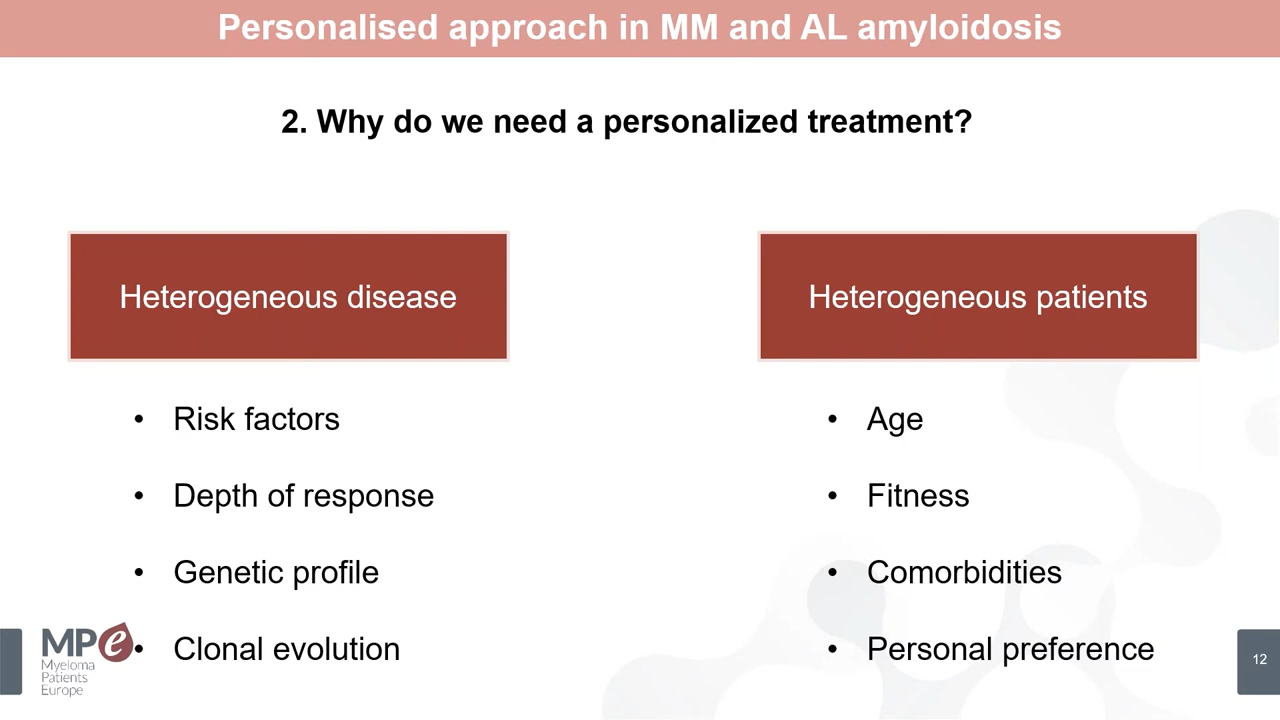 Personalised approach in MM and AL amyloidosis
2. Why do we need a personalized treatment?
Heterogeneous disease
• Risk factors
• Depth of response
• Genetic profile
• Clonal evolution
Heterogeneous patients
• Age
• Fitness
• Comorbidities
• Personal preference
MPe
Myeloma
Patients
Europe
12